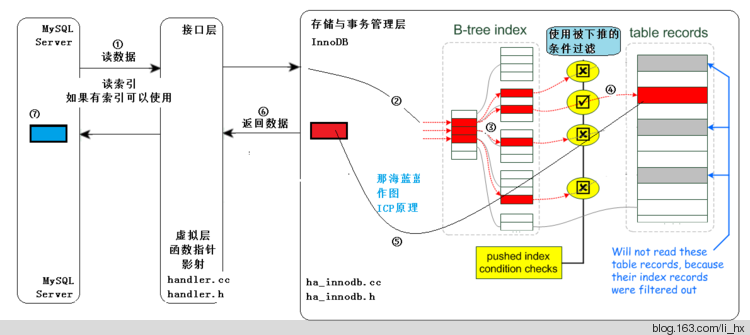 MySQL
Server
①
读数据
读索引
如果有索引可以使用
⑦
MySQL
Server
接口层
⑥
返回数据
虚拟层
函数指针
影射
handler.cc
handler.h
存储与事务管理层
InnoDB
②
③
④
⑤
那海蓝蓝
作图
ICP原理
ha_innodb.cc
ha_innodb.h
B-tree index
使用被下推的
条件过滤
table records
pushed index
condition checks
Will not read these
table records, because
their index records
were filtered out
blog.163.com/li_hx